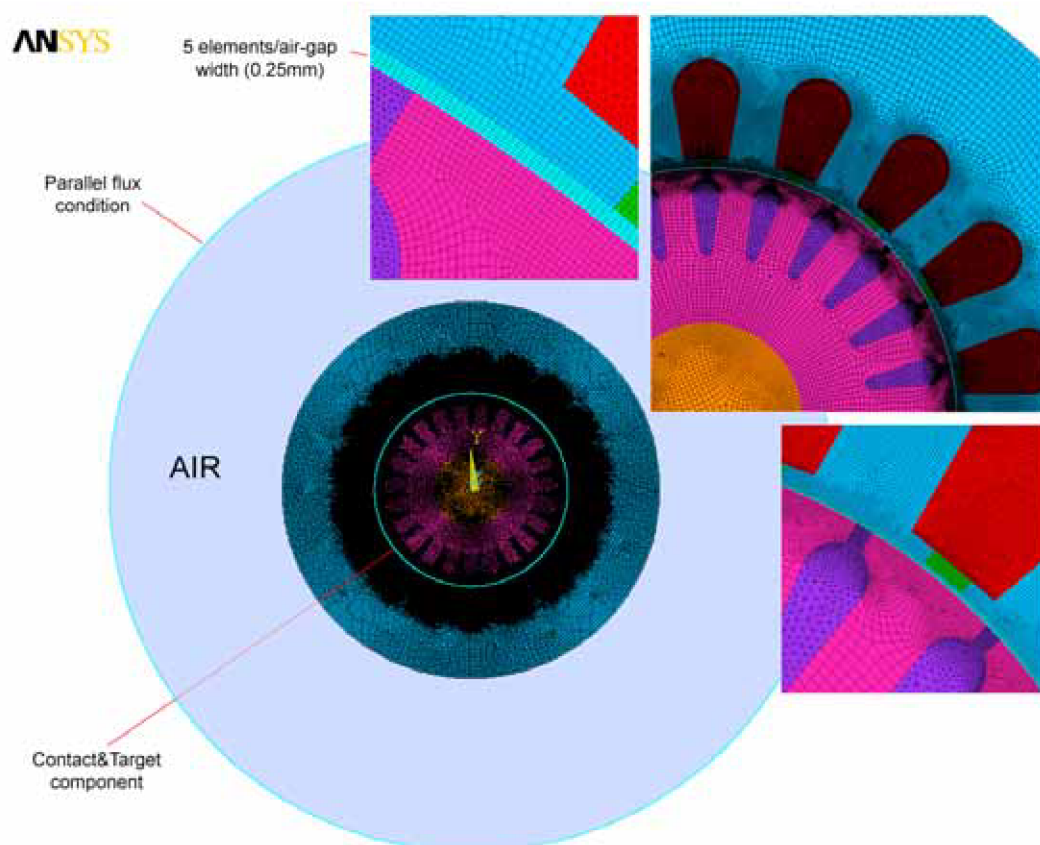 ANSYS
5 elements/air-gap
width (0.25mm)
Parallel flux
condition
AIR
Y
Contact&Target
component